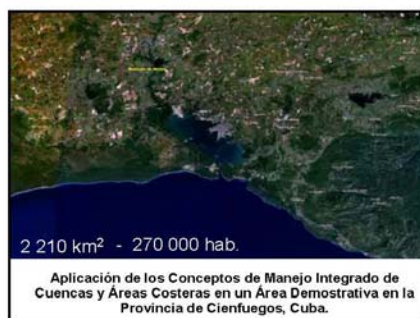 2 210 km² - 270 000 hab.
Aplicación de los Conceptos de Manejo Integrado de
Cuencas y Áreas Costeras en un Área Demostrativa en la
Provincia de Cienfuegos, Cuba.